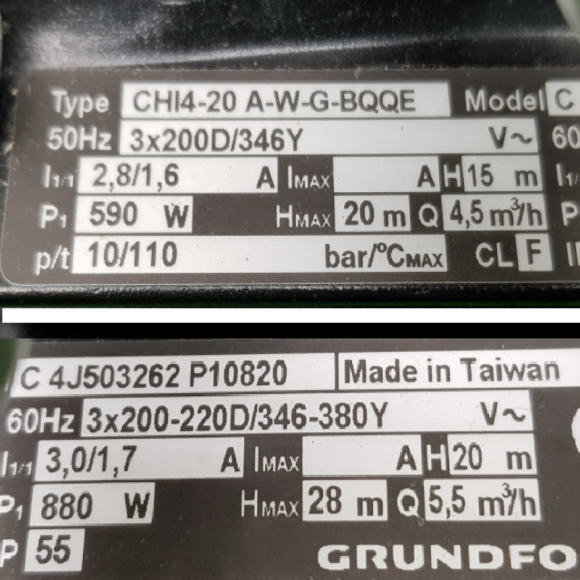 Type CHI4-20 A-W-G-BQQE Model C
50Hz 3x200D/346Y V~ 60
I1/1 2,8/1,6 A IMAX A H 15 m I1/
P1 590 W HMAX 20 m Q 4,5 m³/h P
p/t 10/110 bar/°CMAX CL F I
C 4J503262 P10820 Made in Taiwan
60Hz 3x200-220D/346-380Y V~
I1/1 3,0/1,7 A IMAX A H 20 m
P1 880 W HMAX 28 m Q 5,5 m³/h
P 55 GRUNDFO